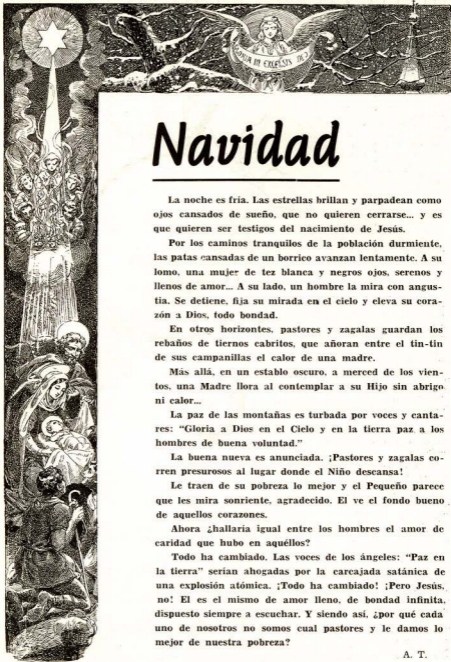 GLORIA IN EXCELSIS DEO
Navidad
La noche es fría. Las estrellas brillan y parpadean como
ojos cansados de sueño, que no quieren cerrarse... y es
que quieren ser testigos del nacimiento de Jesús.
Por los caminos tranquilos de la población durmiente,
las patas cansadas de un borrico avanzan lentamente. A su
lomo, una mujer de tez blanca y negros ojos, serenos y
llenos de amor... A su lado, un hombre la mira con angus-
tia. Se detiene, fija su mirada en el cielo y eleva su cora-
zón a Dios, todo bondad.
En otros horizontes, pastores y zagalas guardan los
rebaños de tiernos cabritos, que añoran entre el tin-tin
de sus campanillas el calor de una madre.
Más allá, en un establo oscuro, a merced de los vien-
tos, una Madre llora al contemplar a su Hijo sin abrigo
ni calor...
La paz de las montañas es turbada por voces y canta-
res: "Gloria a Dios en el Cielo y en la tierra paz a los
hombres de buena voluntad."
La buena nueva es anunciada. ¡Pastores y zagalas co-
rren presurosos al lugar donde el Niño descansa!
Le traen de su pobreza lo mejor y el Pequeño parece
que les mira sonriente, agradecido. El ve el fondo bueno
de aquellos corazones.
Ahora ¿hallaría igual entre los hombres el amor de
caridad que hubo en aquéllos?
Todo ha cambiado. Las voces de los ángeles: "Paz en
la tierra" serían ahogadas por la carcajada satánica de
una explosión atómica. ¡Todo ha cambiado! ¡Pero Jesús,
no! El es el mismo de amor lleno, de bondad infinita,
dispuesto siempre a escuchar. Y siendo así, ¿por qué cada
uno de nosotros no somos cual pastores y le damos lo
mejor de nuestra pobreza?
A. T.